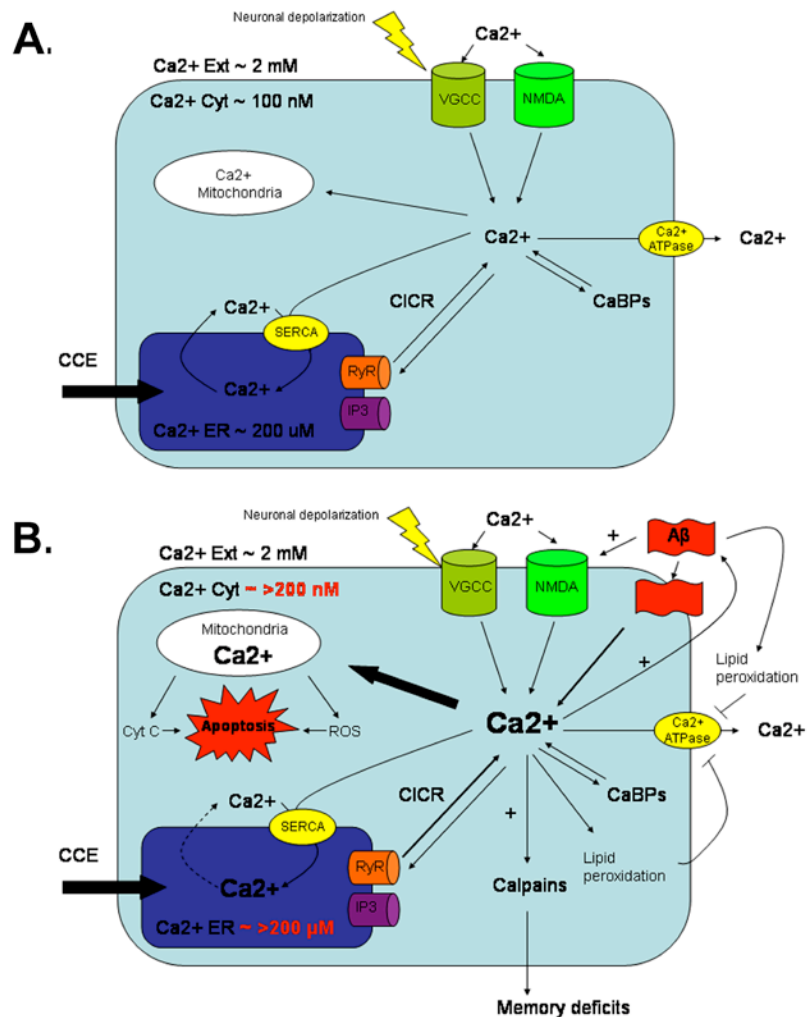 A.
Neuronal depolarization
Ca2+
Ca2+ Ext ~ 2 mM
Ca2+ Cyt ~ 100 nM
VGCC
NMDA
Ca2+
Mitochondria
Ca2+
Ca2+
ATPase
Ca2+
CaBPs
CICR
Ca2+
SERCA
CCE
Ca2+
RyR
IP3
Ca2+ ER ~ 200 uM
B.
Neuronal depolarization
Ca2+
+
Aβ
Ca2+ Ext ~ 2 mM
Ca2+ Cyt ~ >200 nM
VGCC
NMDA
Mitochondria
Ca2+
+
Lipid
peroxidation
Cyt C
Apoptosis
ROS
Ca2+
Ca2+
ATPase
Ca2+
CaBPs
CICR
Ca2+
SERCA
+
Lipid
peroxidation
CCE
Ca2+
RyR
IP3
Calpains
Ca2+ ER ~ >200 µM
Memory deficits